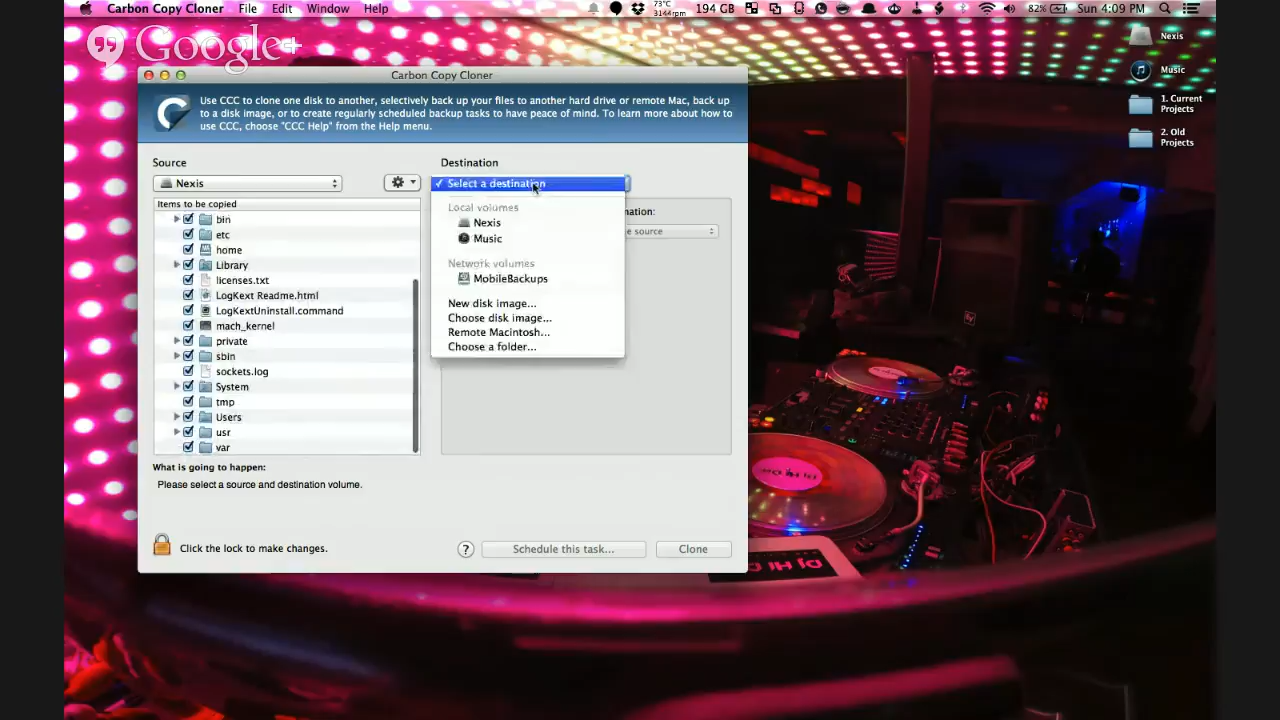 Carbon Copy Cloner File Edit Window Help
73°C
3144rpm
194 GB
82%
Sun 4:09 PM
Google+
Nexis
Music
1. Current
Projects
2. Old
Projects
Carbon Copy Cloner
Use CCC to clone one disk to another, selectively back up your files to another hard drive or remote Mac, back up
to a disk image, or to create regularly scheduled backup tasks to have peace of mind. To learn more about how to
use CCC, choose "CCC Help" from the Help menu.
Source
Nexis
Items to be copied
bin
etc
home
Library
licenses.txt
LogKext Readme.html
LogKextUninstall.command
mach_kernel
private
sbin
sockets.log
System
tmp
Users
usr
var
Destination
Select a destination
Local volumes
Nexis
Music
Network volumes
MobileBackups
New disk image...
Choose disk image...
Remote Macintosh...
Choose a folder...
nation:
e source
What is going to happen:
Please select a source and destination volume.
Click the lock to make changes.
?
Schedule this task...
Clone